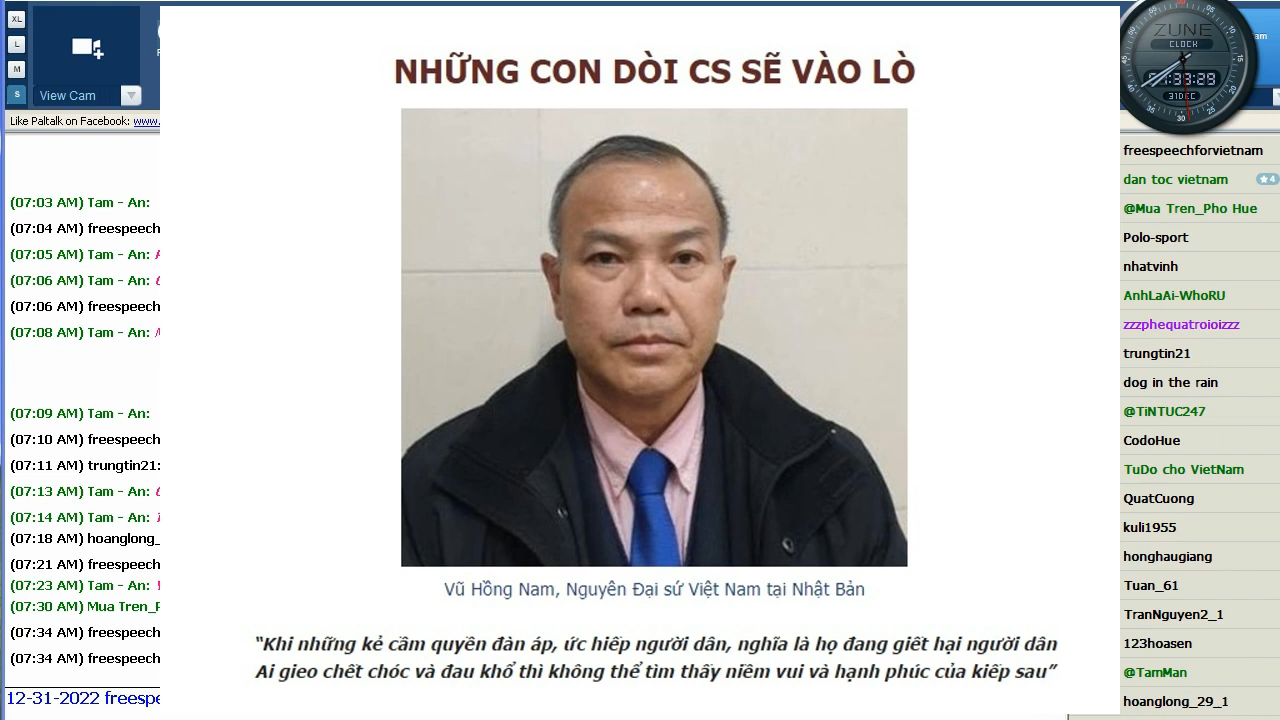 XL
L
M
S
View Cam
Like Paltalk on Facebook: www.
(07:03 AM) Tam - An:
(07:04 AM) freespeech
(07:05 AM) Tam - An:
(07:06 AM) Tam - An:
(07:06 AM) freespeech
(07:08 AM) Tam - An:
(07:09 AM) Tam - An:
(07:10 AM) freespeech
(07:11 AM) trungtin21:
(07:13 AM) Tam - An:
(07:14 AM) Tam - An:
(07:18 AM) hoanglong_
(07:21 AM) freespeech
(07:23 AM) Tam - An:
(07:30 AM) Mua Tren_P
(07:34 AM) freespeech
(07:34 AM) freespeech
12-31-2022 freespe
NHỮNG CON DÒI CS SẼ VÀO LÒ
Vũ Hồng Nam, Nguyên Đại sứ Việt Nam tại Nhật Bản
“Khi những kẻ cầm quyền đàn áp, ức hiếp người dân, nghĩa là họ đang giết hại người dân
Ai gieo chết chóc và đau khổ thì không thể tìm thấy niềm vui và hạnh phúc của kiếp sau”
ZUNE
CLOCK
31DEC
freespeechforvietnam
dan toc vietnam
★4
@Mua Tren_Pho Hue
Polo-sport
nhatvinh
AnhLaAi-WhoRU
zzzphequatroioizzz
trungtin21
dog in the rain
@TiNTUC247
CodoHue
TuDo cho VietNam
QuatCuong
kuli1955
honghaugiang
Tuan_61
TranNguyen2_1
123hoasen
@TamMan
hoanglong_29_1